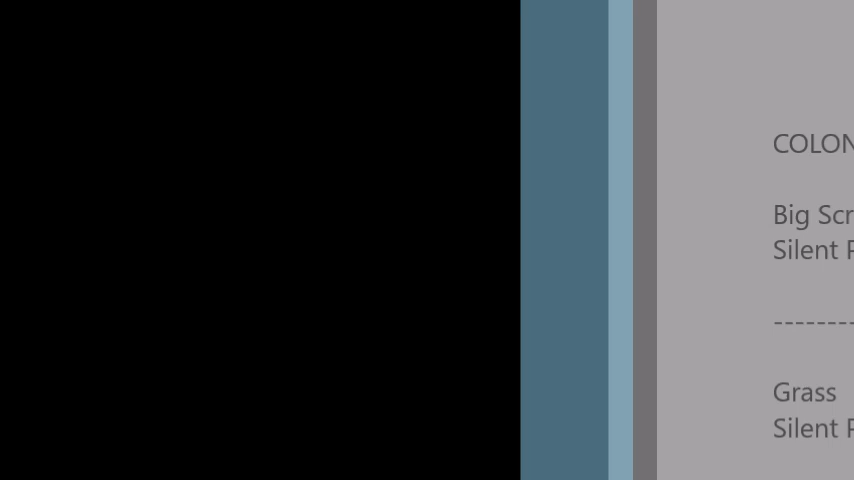 COLON
Big Scr
Silent
--------
Grass
Silent